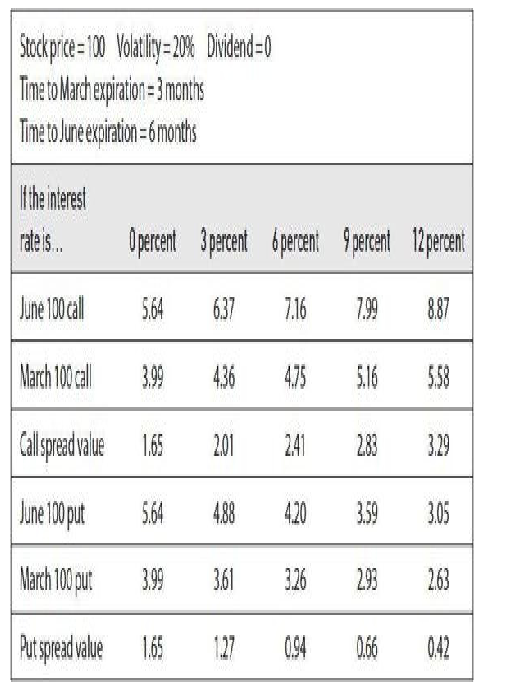 Stock price = 100 Volatility = 20% Dividend = 0
Time to March expiration = 3 months
Time to June expiration = 6 months
If the interest
rate is... 0 percent 3 percent 6 percent 9 percent 12 percent
June 100 call 5.64 6.37 7.16 7.99 8.87
March 100 call 3.99 4.36 4.75 5.16 5.58
Call spread value 1.65 2.01 2.41 2.83 3.29
June 100 put 5.64 4.88 4.20 3.59 3.05
March 100 put 3.99 3.61 3.26 2.93 2.63
Put spread value 1.65 1.27 0.94 0.66 0.42